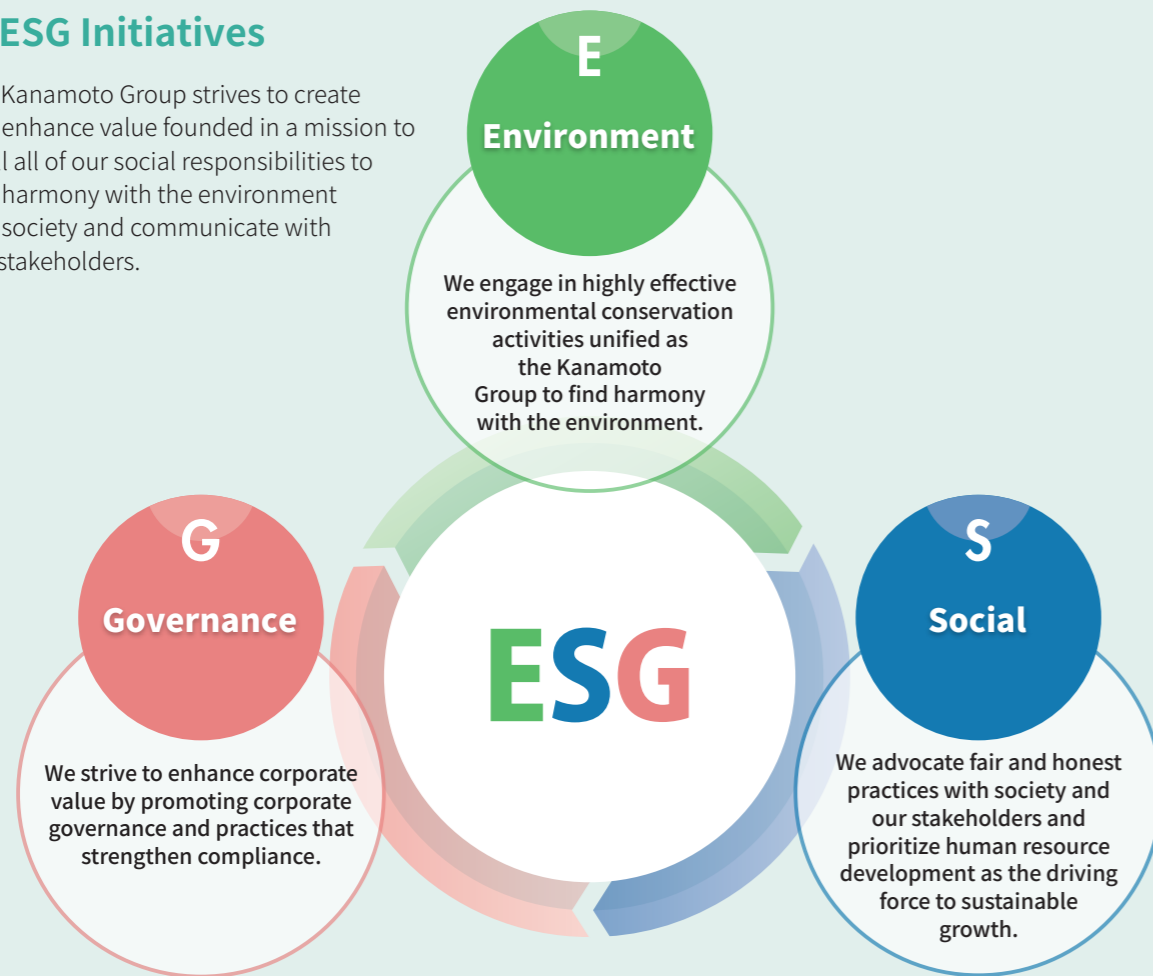 ESG Initiatives
Kanamoto Group strives to create
enhance value founded in a mission to
l all of our social responsibilities to
harmony with the environment
society and communicate with
stakeholders.
E
Environment
We engage in highly effective
environmental conservation
activities unified as
the Kanamoto
Group to find harmony
with the environment.
G
Governance
We strive to enhance corporate
value by promoting corporate
governance and practices that
strengthen compliance.
ESG
S
Social
We advocate fair and honest
practices with society and
our stakeholders and
prioritize human resource
development as the driving
force to sustainable
growth.